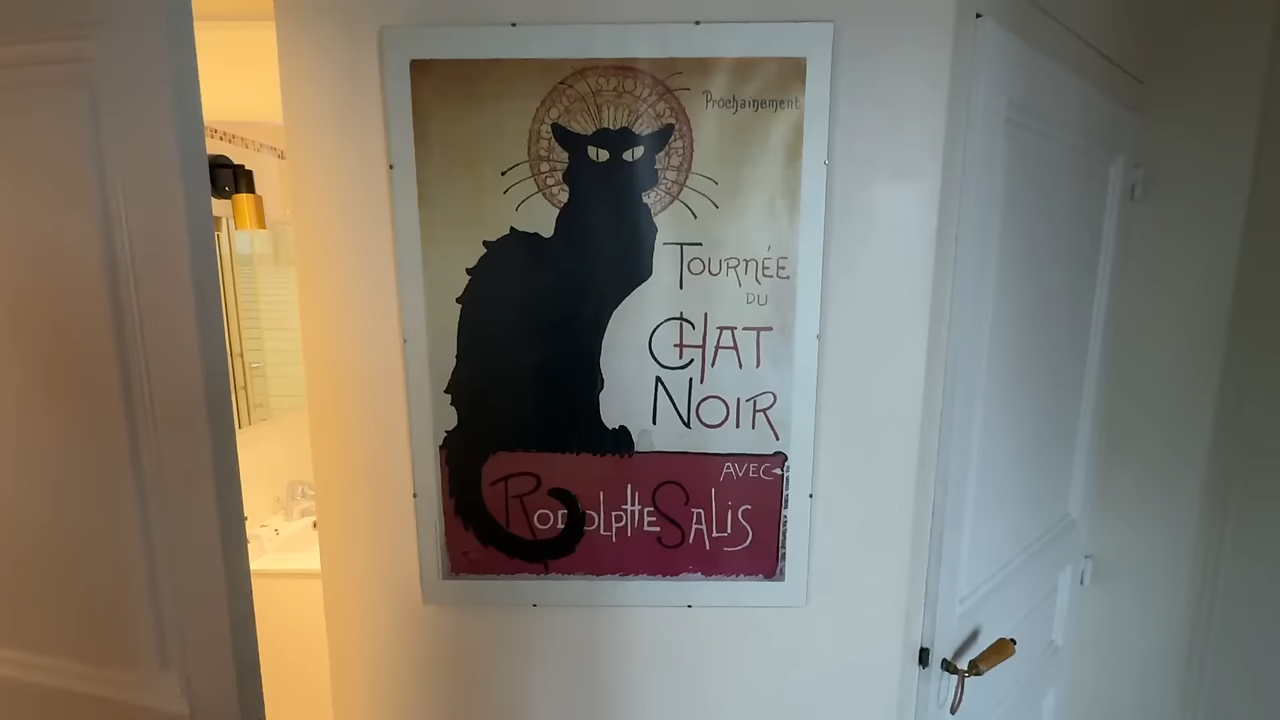 Prochainement
TOURNÉE
DU
CHAT
NOIR
AVEC
RODOLPHE SALIS